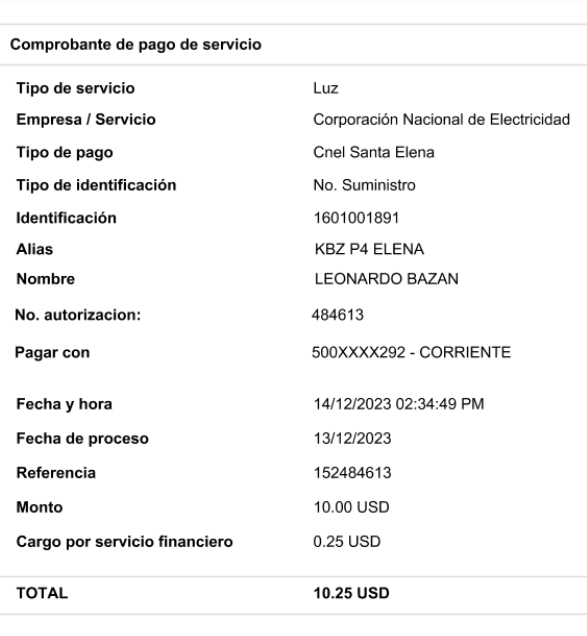 Comprobante de pago de servicio
Tipo de servicio Luz
Empresa / Servicio Corporación Nacional de Electricidad
Tipo de pago Cnel Santa Elena
Tipo de identificación No. Suministro
Identificación 1601001891
Alias KBZ P4 ELENA
Nombre LEONARDO BAZAN
No. autorizacion: 484613
Pagar con 500XXXX292 - CORRIENTE
Fecha y hora 14/12/2023 02:34:49 PM
Fecha de proceso 13/12/2023
Referencia 152484613
Monto 10.00 USD
Cargo por servicio financiero 0.25 USD
TOTAL 10.25 USD